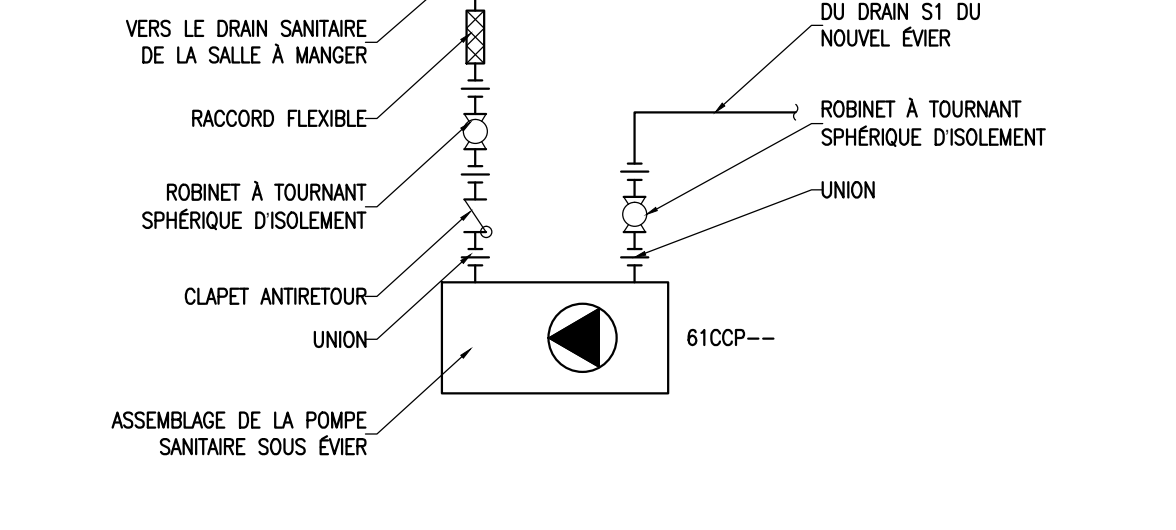 VERS LE DRAIN SANITAIRE
DE LA SALLE À MANGER
RACCORD FLEXIBLE
ROBINET À TOURNANT
SPHÉRIQUE D'ISOLEMENT
CLAPET ANTIRETOUR
UNION
ASSEMBLAGE DE LA POMPE
SANITAIRE SOUS ÉVIER
DU DRAIN S1 DU
NOUVEL ÉVIER
ROBINET À TOURNANT
SPHÉRIQUE D'ISOLEMENT
UNION
61CCP--